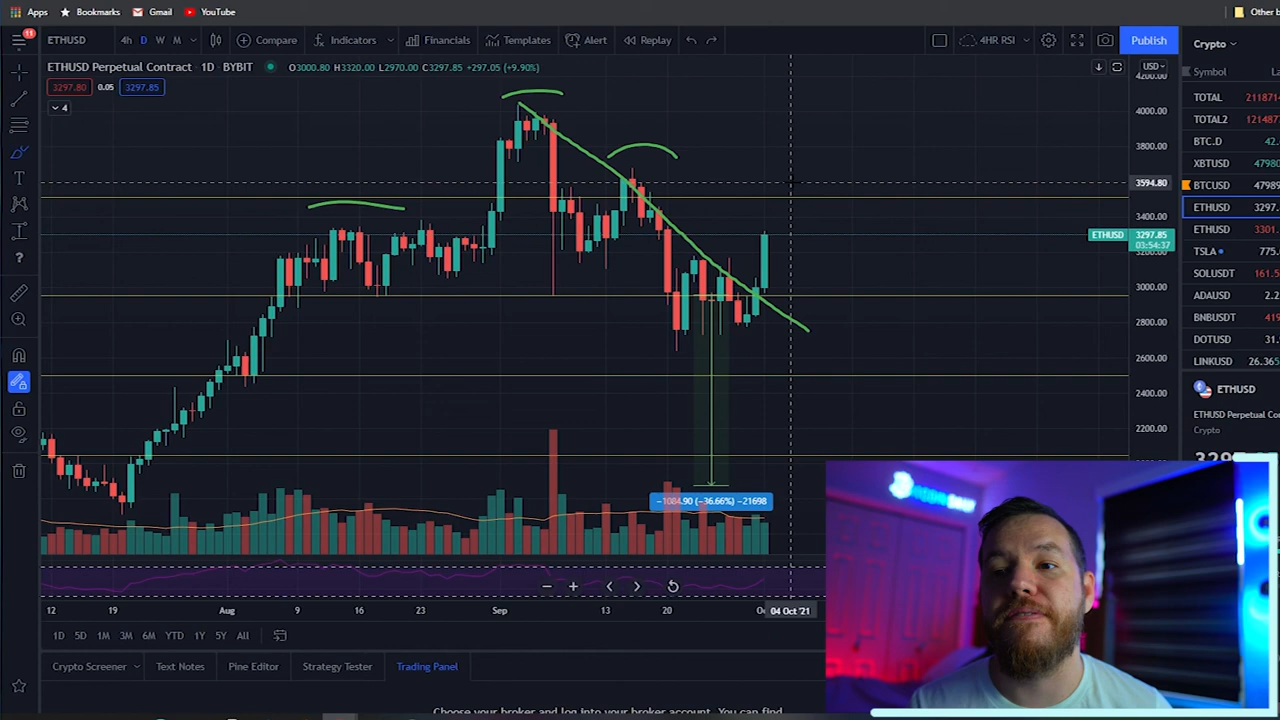 Apps Bookmarks Gmail YouTube Other b
11 ETHUSD 4h D W M Compare Indicators Financials Templates Alert Replay 4HR RSI Publish Crypto
ETHUSD Perpetual Contract · 1D · BYBIT O3000.80 H3320.00 L2970.00 C3297.85 +297.05 (+9.90%) USD
3297.80 0.05 3297.85
4
4200.00
4000.00
3800.00
3594.80
3400.00
ETHUSD 3297.85
03:54:37
3200.00
3000.00
2800.00
2600.00
2400.00
2200.00
−1084.90 (−36.66%) −21698
12 19 Aug 9 16 23 Sep 13 20 04 Oct '21
1D 5D 1M 3M 6M YTD 1Y 5Y All
Crypto Screener Text Notes Pine Editor Strategy Tester Trading Panel
Choose your broker and log into your broker account. You can find
Symbol La
TOTAL 211871
TOTAL2 121487
BTC.D 42.
XBTUSD 47980
BTCUSD 47989
ETHUSD 3297.
ETHUSD 3301.
TSLA 775.
SOLUSDT 161.5
ADAUSD 2.2
BNBUSDT 419
DOTUSD 31.
LINKUSD 26.365
ETHUSD
ETHUSD Perpetual Contract
Crypto